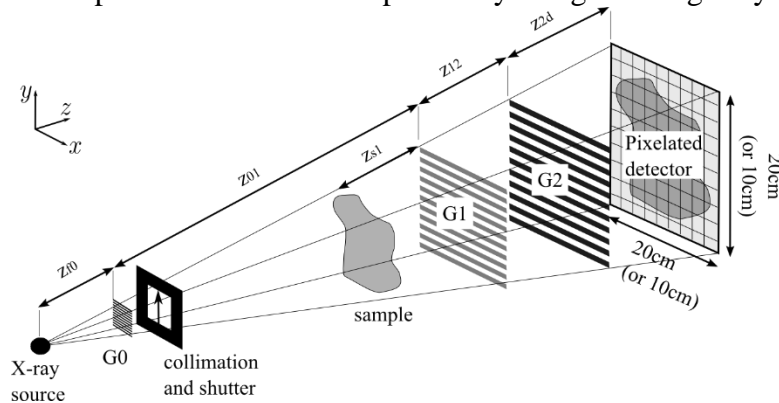 y
z
x
z2d
z12
z01
zs1
zf0
Pixelated
detector
G1
G2
20cm
(or 10cm)
20cm
(or 10cm)
sample
G0
collimation
and shutter
X-ray
source